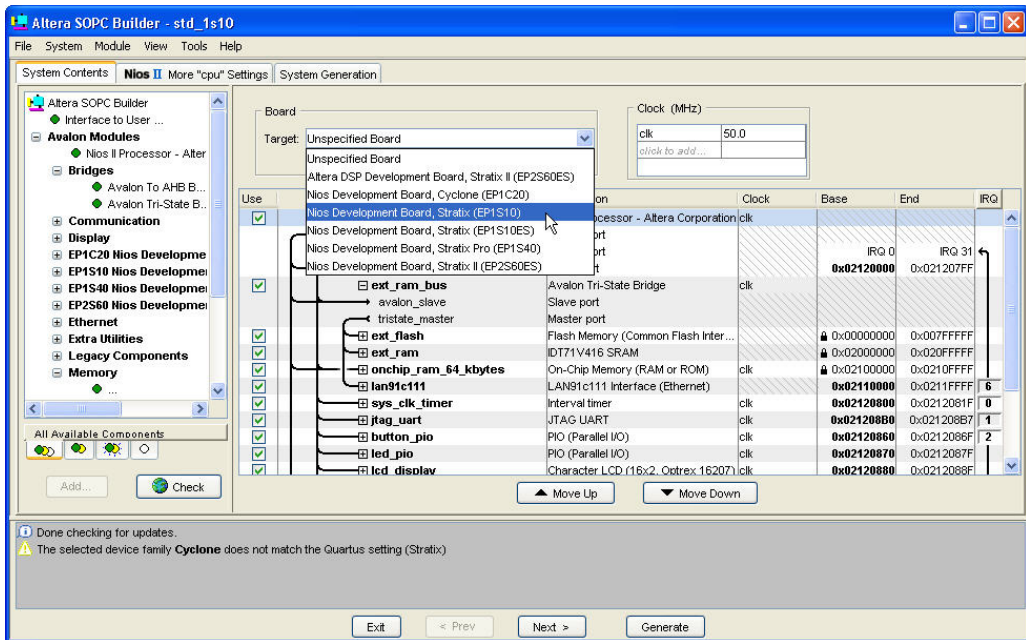 Altera SOPC Builder - std_1s10
File System Module View Tools Help
System Contents Nios II More "cpu" Settings System Generation
Altera SOPC Builder
Interface to User ...
Avalon Modules
Nios II Processor - Alter
Bridges
Avalon To AHB B...
Avalon Tri-State B..
Communication
Display
EP1C20 Nios Developme
EP1S10 Nios Developmen
EP1S40 Nios Developmen
EP2S60 Nios Developmen
Ethernet
Extra Utilities
Legacy Components
Memory
...
All Available Components
Add...
Check
Board
Target: Unspecified Board
Unspecified Board
Altera DSP Development Board, Stratix II (EP2S60ES)
Nios Development Board, Cyclone (EP1C20)
Nios Development Board, Stratix (EP1S10)
Nios Development Board, Stratix (EP1S10ES)
Nios Development Board, Stratix Pro (EP1S40)
Nios Development Board, Stratix II (EP2S60ES)
Clock (MHz)
clk 50.0
click to add...
Use on Clock Base End IRQ
ocessor - Altera Corporation clk
ort
rt IRQ 0 IRQ 31
0x02120000 0x021207FF
ext_ram_bus Avalon Tri-State Bridge clk
avalon_slave Slave port
tristate_master Master port
ext_flash Flash Memory (Common Flash Inter... 0x00000000 0x007FFFFF
ext_ram IDT71V416 SRAM 0x02000000 0x020FFFFF
onchip_ram_64_kbytes On-Chip Memory (RAM or ROM) clk 0x02100000 0x0210FFFF
lan91c111 LAN91c111 Interface (Ethernet) 0x02110000 0x0211FFFF 6
sys_clk_timer Interval timer clk 0x02120800 0x0212081F 0
jtag_uart JTAG UART clk 0x021208B0 0x021208B7 1
button_pio PIO (Parallel I/O) clk 0x02120860 0x0212086F 2
led_pio PIO (Parallel I/O) clk 0x02120870 0x0212087F
lcd_display Character LCD (16x2, Optrex 16207) clk 0x02120880 0x0212088F
Move Up Move Down
Done checking for updates.
The selected device family Cyclone does not match the Quartus setting (Stratix)
Exit < Prev Next > Generate